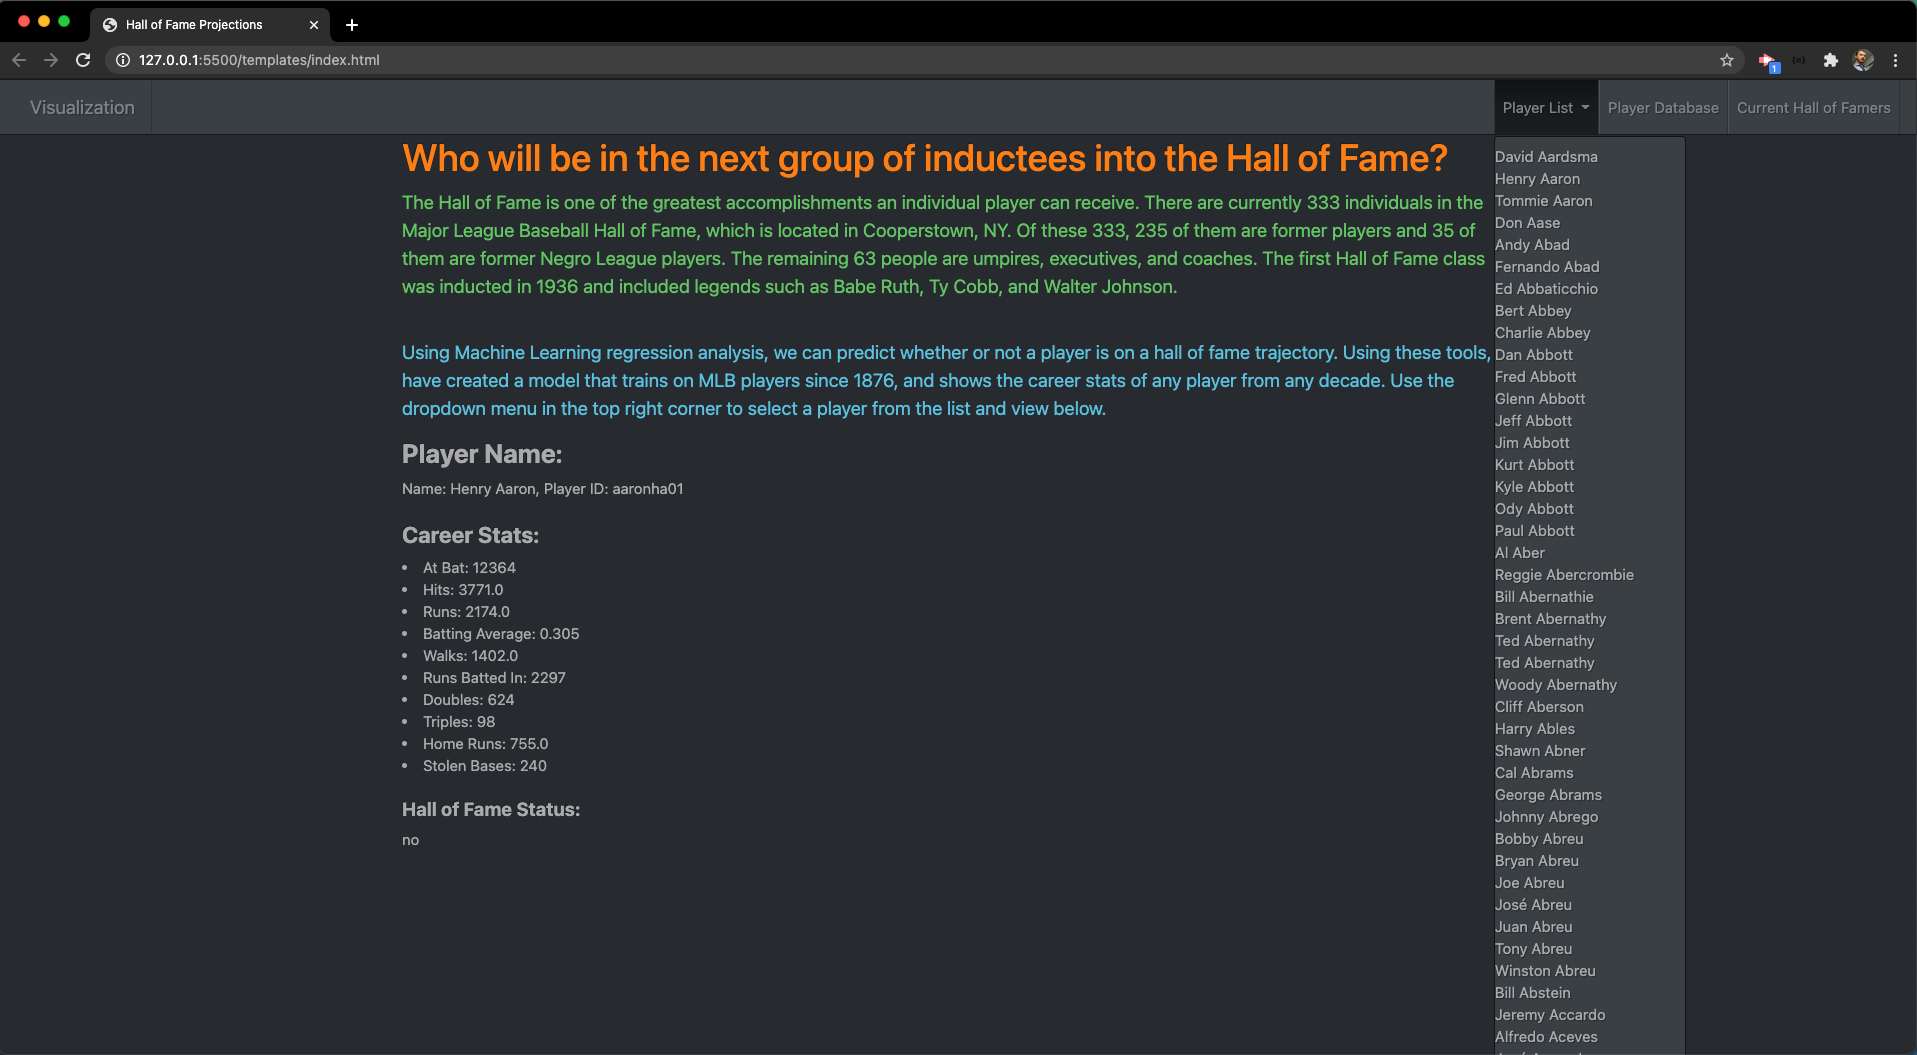 Hall of Fame Projections
127.0.0.1:5500/templates/index.html
1
Visualization
Player List
Player Database
Current Hall of Famers
Who will be in the next group of inductees into the Hall of Fame?
The Hall of Fame is one of the greatest accomplishments an individual player can receive. There are currently 333 individuals in the
Major League Baseball Hall of Fame, which is located in Cooperstown, NY. Of these 333, 235 of them are former players and 35 of
them are former Negro League players. The remaining 63 people are umpires, executives, and coaches. The first Hall of Fame class
was inducted in 1936 and included legends such as Babe Ruth, Ty Cobb, and Walter Johnson.
Using Machine Learning regression analysis, we can predict whether or not a player is on a hall of fame trajectory. Using these tools,
have created a model that trains on MLB players since 1876, and shows the career stats of any player from any decade. Use the
dropdown menu in the top right corner to select a player from the list and view below.
Player Name:
Name: Henry Aaron, Player ID: aaronha01
Career Stats:
• At Bat: 12364
• Hits: 3771.0
• Runs: 2174.0
• Batting Average: 0.305
• Walks: 1402.0
• Runs Batted In: 2297
• Doubles: 624
• Triples: 98
• Home Runs: 755.0
• Stolen Bases: 240
Hall of Fame Status:
no
David Aardsma
Henry Aaron
Tommie Aaron
Don Aase
Andy Abad
Fernando Abad
Ed Abbaticchio
Bert Abbey
Charlie Abbey
Dan Abbott
Fred Abbott
Glenn Abbott
Jeff Abbott
Jim Abbott
Kurt Abbott
Kyle Abbott
Ody Abbott
Paul Abbott
Al Aber
Reggie Abercrombie
Bill Abernathie
Brent Abernathy
Ted Abernathy
Ted Abernathy
Woody Abernathy
Cliff Aberson
Harry Ables
Shawn Abner
Cal Abrams
George Abrams
Johnny Abrego
Bobby Abreu
Bryan Abreu
Joe Abreu
José Abreu
Juan Abreu
Tony Abreu
Winston Abreu
Bill Abstein
Jeremy Accardo
Alfredo Aceves